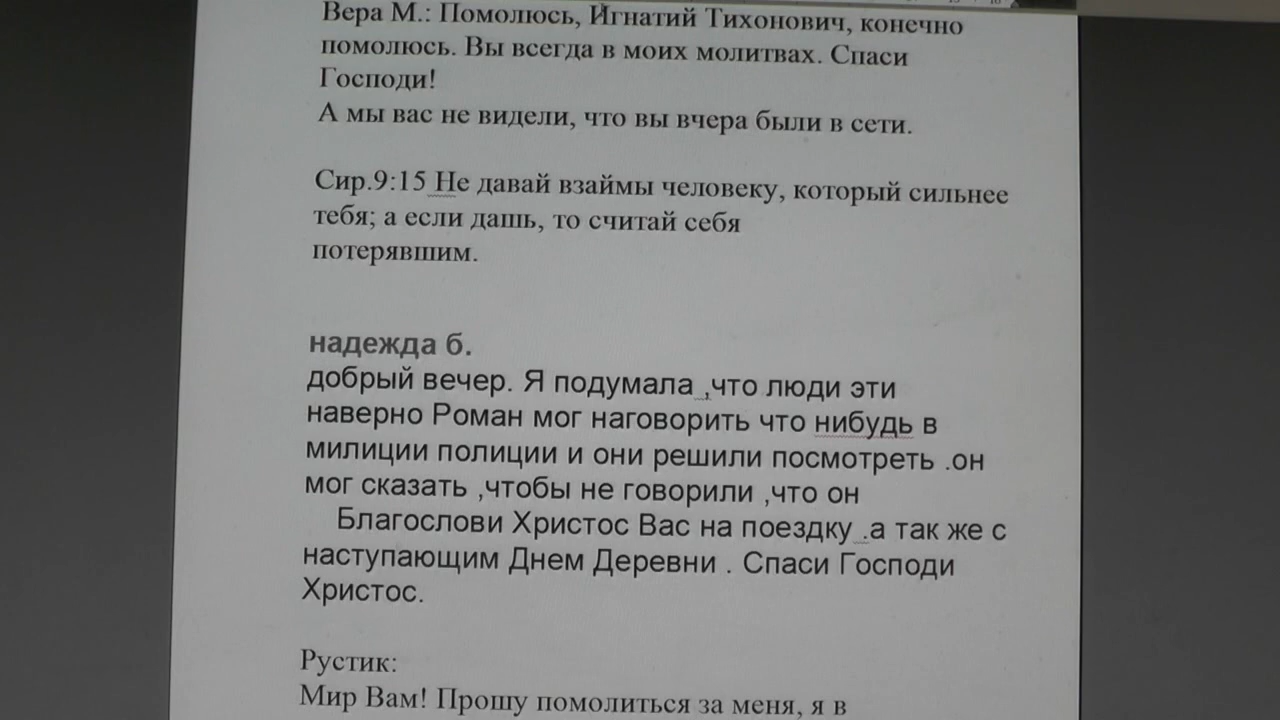 Вера М.: Помолюсь, Игнатий Тихонович, конечно
помолюсь. Вы всегда в моих молитвах. Спаси
Господи!
А мы вас не видели, что вы вчера были в сети.
Сир.9:15 Не давай взаймы человеку, который сильнее
тебя; а если дашь, то считай себя
потерявшим.
надежда б.
добрый вечер. Я подумала ,что люди эти
наверно Роман мог наговорить что нибудь в
милиции полиции и они решили посмотреть .он
мог сказать ,чтобы не говорили ,что он
Благослови Христос Вас на поездку .а так же с
наступающим Днем Деревни . Спаси Господи
Христос.
Рустик:
Мир Вам! Прошу помолиться за меня, я в